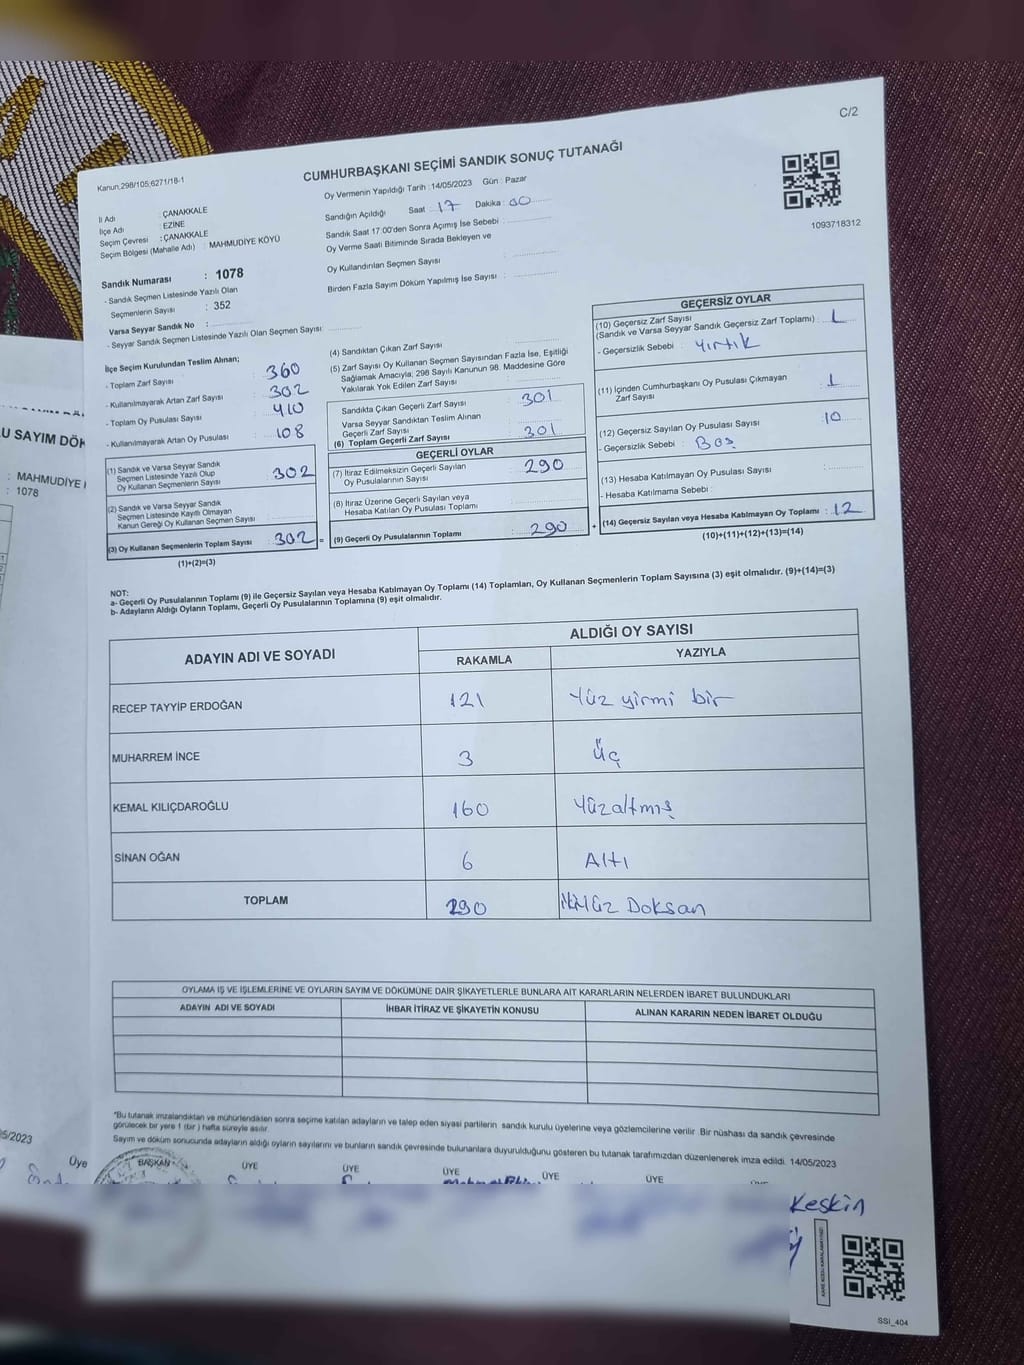 C/2
Kanun,298/105;6271/18-1
CUMHURBAŞKANI SEÇİMİ SANDIK SONUÇ TUTANAĞI
Oy Vermenin Yapıldığı Tarih :14/05/2023 Gün : Pazar
1093718312
İl Adı : ÇANAKKALE
İlçe Adı : EZİNE
Seçim Çevresi : ÇANAKKALE
Seçim Bölgesi (Mahalle Adı) : MAHMUDİYE KÖYÜ
Sandığın Açıldığı Saat : 17 Dakika : 00
Sandık Saat 17:00'den Sonra Açımış İse Sebebi :
Oy Verme Saati Bitiminde Sırada Bekleyen ve
Oy Kullandırılan Seçmen Sayısı :
Birden Fazla Sayım Döküm Yapılmış İse Sayısı :
Sandık Numarası : 1078
- Sandık Seçmen Listesinde Yazılı Olan
Seçmenlerin Sayısı : 352
Varsa Seyyar Sandık No :
- Seyyar Sandık Seçmen Listesinde Yazılı Olan Seçmen Sayısı:
İlçe Seçim Kurulundan Teslim Alınan;
- Toplam Zarf Sayısı : 360
- Kullanılmayarak Artan Zarf Sayısı : 302
- Toplam Oy Pusulası Sayısı : 410
- Kullanılmayarak Artan Oy Pusulası : 108
(1) Sandık ve Varsa Seyyar Sandık
Seçmen Listesinde Yazılı Olup
Oy Kullanan Seçmenlerin Sayısı : 302
(2) Sandık ve Varsa Seyyar Sandık
Seçmen Listesinde Kayıtlı Olmayan
Kanun Gereği Oy Kullanan Seçmen Sayısı :
(3) Oy Kullanan Seçmenlerin Toplam Sayısı : 302 =
(1)+(2)=(3)
(4) Sandıktan Çıkan Zarf Sayısı :
(5) Zarf Sayısı Oy Kullanan Seçmen Sayısından Fazla İse, Eşitliği
Sağlamak Amacıyla, 298 Sayılı Kanunun 98. Maddesine Göre
Yakılarak Yok Edilen Zarf Sayısı :
Sandıkta Çıkan Geçerli Zarf Sayısı : 301
Varsa Seyyar Sandıktan Teslim Alınan
Geçerli Zarf Sayısı
(6) Toplam Geçerli Zarf Sayısı : 301
GEÇERLİ OYLAR
(7) İtiraz Edilmeksizin Geçerli Sayılan
Oy Pusulalarının Sayısı : 290
(8) İtiraz Üzerine Geçerli Sayılan veya
Hesaba Katılan Oy Pusulası Toplamı :
(9) Geçerli Oy Pusulalarının Toplamı : 290 +
GEÇERSİZ OYLAR
(10) Geçersiz Zarf Sayısı
(Sandık ve Varsa Seyyar Sandık Geçersiz Zarf Toplamı) : 1
- Geçersizlik Sebebi : Yırtık
(11) İçinden Cumhurbaşkanı Oy Pusulası Çıkmayan
Zarf Sayısı : 1
(12) Geçersiz Sayılan Oy Pusulası Sayısı : 10
- Geçersizlik Sebebi : Boş
(13) Hesaba Katılmayan Oy Pusulası Sayısı :
- Hesaba Katılmama Sebebi :
(14) Geçersiz Sayılan veya Hesaba Katılmayan Oy Toplamı : 12
(10)+(11)+(12)+(13)=(14)
NOT:
a- Geçerli Oy Pusulalarının Toplamı (9) ile Geçersiz Sayılan veya Hesaba Katılmayan Oy Toplamı (14) Toplamları, Oy Kullanan Seçmenlerin Toplam Sayısına (3) eşit olmalıdır. (9)+(14)=(3)
b- Adayların Aldığı Oyların Toplamı, Geçerli Oy Pusulalarının Toplamına (9) eşit olmalıdır.
ADAYIN ADI VE SOYADI
ALDIĞI OY SAYISI
RAKAMLA YAZIYLA
RECEP TAYYİP ERDOĞAN 121 Yüz yirmi bir
MUHARREM İNCE 3 Üç
KEMAL KILIÇDAROĞLU 160 Yüzaltmış
SİNAN OĞAN 6 Altı
TOPLAM 290 İkiYüz Doksan
OYLAMA İŞ VE İŞLEMLERİNE VE OYLARIN SAYIM VE DÖKÜMÜNE DAİR ŞİKAYETLERLE BUNLARA AİT KARARLARIN NELERDEN İBARET BULUNDUKLARI
ADAYIN ADI VE SOYADI İHBAR İTİRAZ VE ŞİKAYETİN KONUSU ALINAN KARARIN NEDEN İBARET OLDUĞU
*Bu tutanak imzalandıktan ve mühürlendikten sonra seçime katılan adayların ve talep eden siyasi partilerin sandık kurulu üyelerine veya gözlemcilerine verilir. Bir nüshası da sandık çevresinde
görülecek bir yere 1 (bir) hafta süreyle asılır.
Sayım ve döküm sonucunda adayların aldığı oyların sayılarını ve bunların sandık çevresinde bulunanlara duyurulduğunu gösteren bu tutanak tarafımızdan düzenlenerek imza edildi. 14/05/2023
BAŞKAN ÜYE ÜYE ÜYE ÜYE ÜYE
Keskin
SSI_404
U SAYIM DÖK
: MAHMUDİYE
: 1078
5/2023
Üye